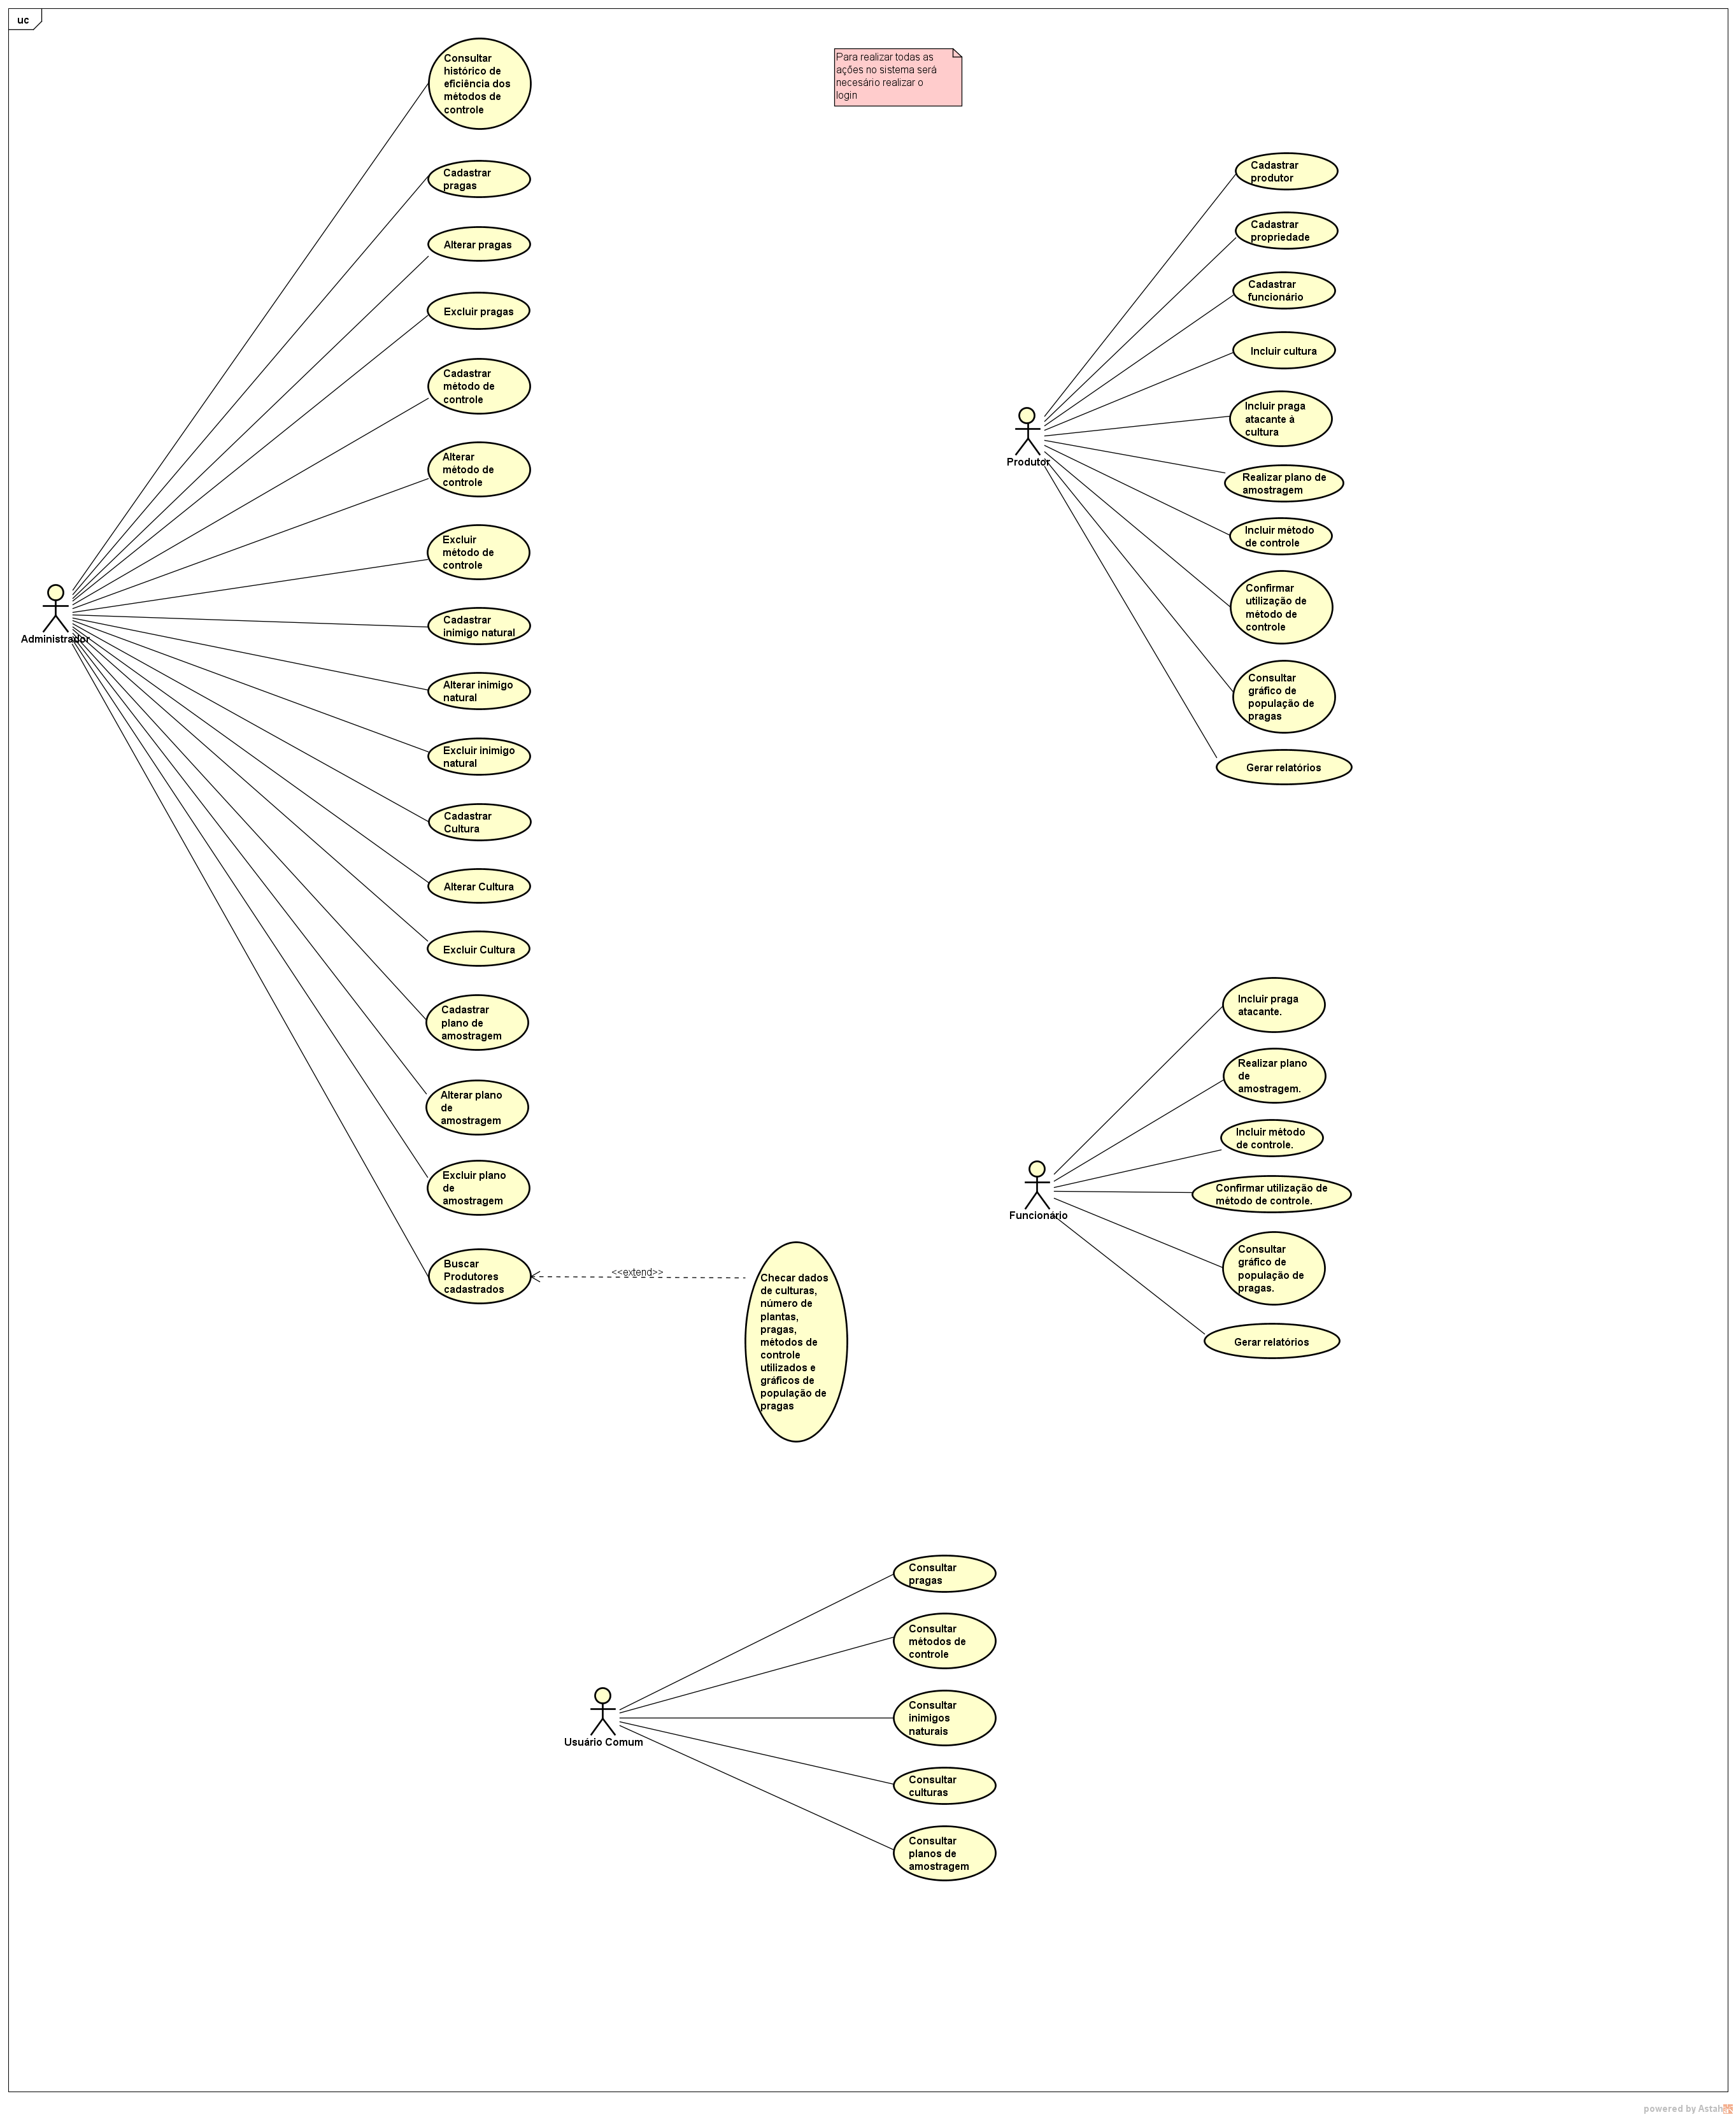 uc
Consultar
histórico de
eficiência dos
métodos de
controle
Cadastrar
pragas
Alterar pragas
Excluir pragas
Cadastrar
método de
controle
Alterar
método de
controle
Excluir
método de
controle
Cadastrar
inimigo natural
Alterar inimigo
natural
Excluir inimigo
natural
Cadastrar
Cultura
Alterar Cultura
Excluir Cultura
Cadastrar
plano de
amostragem
Alterar plano
de
amostragem
Excluir plano
de
amostragem
Buscar
Produtores
cadastrados
Administrador
<<extend>>
Checar dados
de culturas,
número de
plantas,
pragas,
métodos de
controle
utilizados e
gráficos de
população de
pragas
Para realizar todas as
ações no sistema será
necesário realizar o
login
Cadastrar
produtor
Cadastrar
propriedade
Cadastrar
funcionário
Incluir cultura
Incluir praga
atacante à
cultura
Realizar plano de
amostragem
Incluir método
de controle
Confirmar
utilização de
método de
controle
Consultar
gráfico de
população de
pragas
Gerar relatórios
Produtor
Incluir praga
atacante.
Realizar plano
de
amostragem.
Incluir método
de controle.
Confirmar utilização de
método de controle.
Consultar
gráfico de
população de
pragas.
Gerar relatórios
Funcionário
Consultar
pragas
Consultar
métodos de
controle
Consultar
inimigos
naturais
Consultar
culturas
Consultar
planos de
amostragem
Usuário Comum
powered by Astah